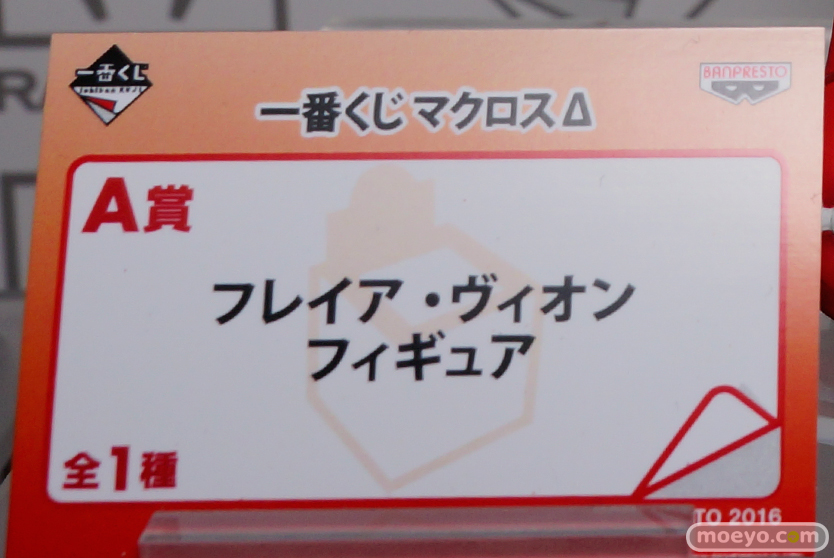 一番くじ
Ichiban KUJI
一番くじ マクロスΔ
BANPRESTO
A賞
フレイア・ヴィオン
フィギュア
全1種
TO 2016
moeyo.com